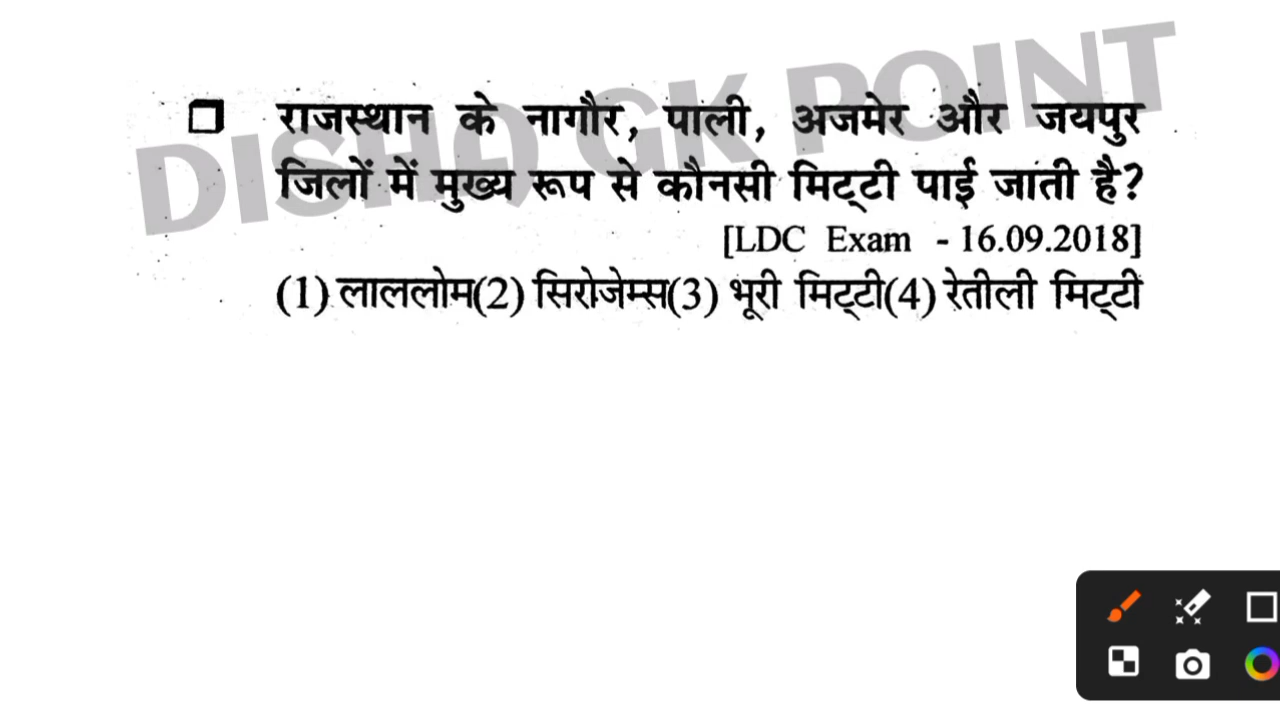 DISHA GK POINT
राजस्थान के नागौर, पाली, अजमेर और जयपुर
जिलों में मुख्य रूप से कौनसी मिट्टी पाई जाती है?
[LDC Exam - 16.09.2018]
(1) लाललोम(2) सिरोजेम्स(3) भूरी मिट्टी(4) रेतीली मिट्टी